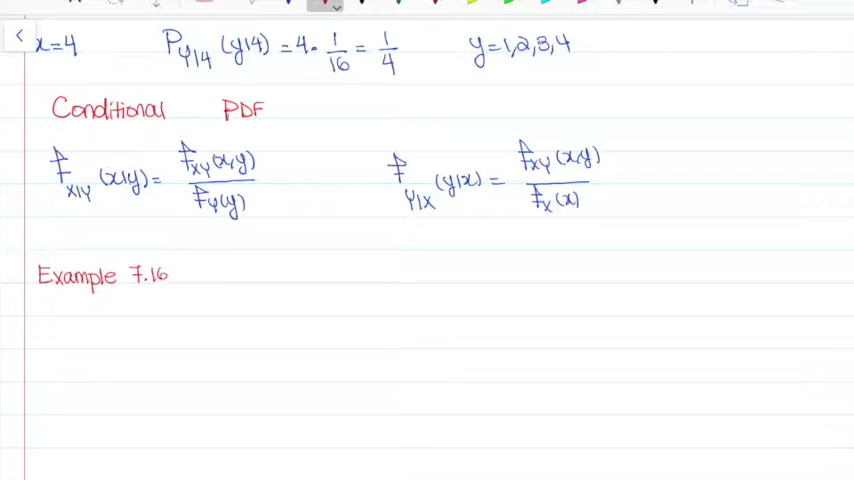 x=4 P_{Y|4}(y|4) = 4 · 1/16 = 1/4 y=1,2,3,4
Conditional PDF
f_{X|Y}(x|y) = f_{XY}(x,y)/f_Y(y) f_{Y|X}(y|x) = f_{XY}(x,y)/f_X(x)
Example 7.16